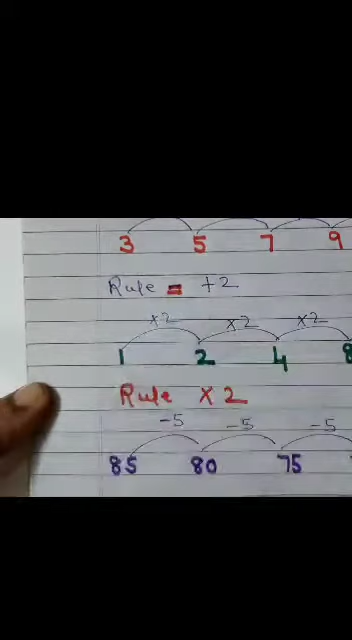 3 5 7 9
Rule = +2
×2 ×2 ×2
1 2 4 8
Rule × 2
-5 -5 -5
85 80 75